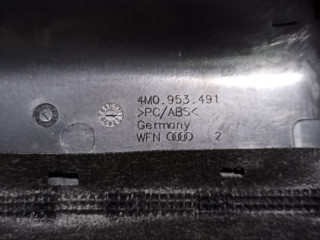 4M0.953.491
>PC/ABS<
Germany
WFN 2